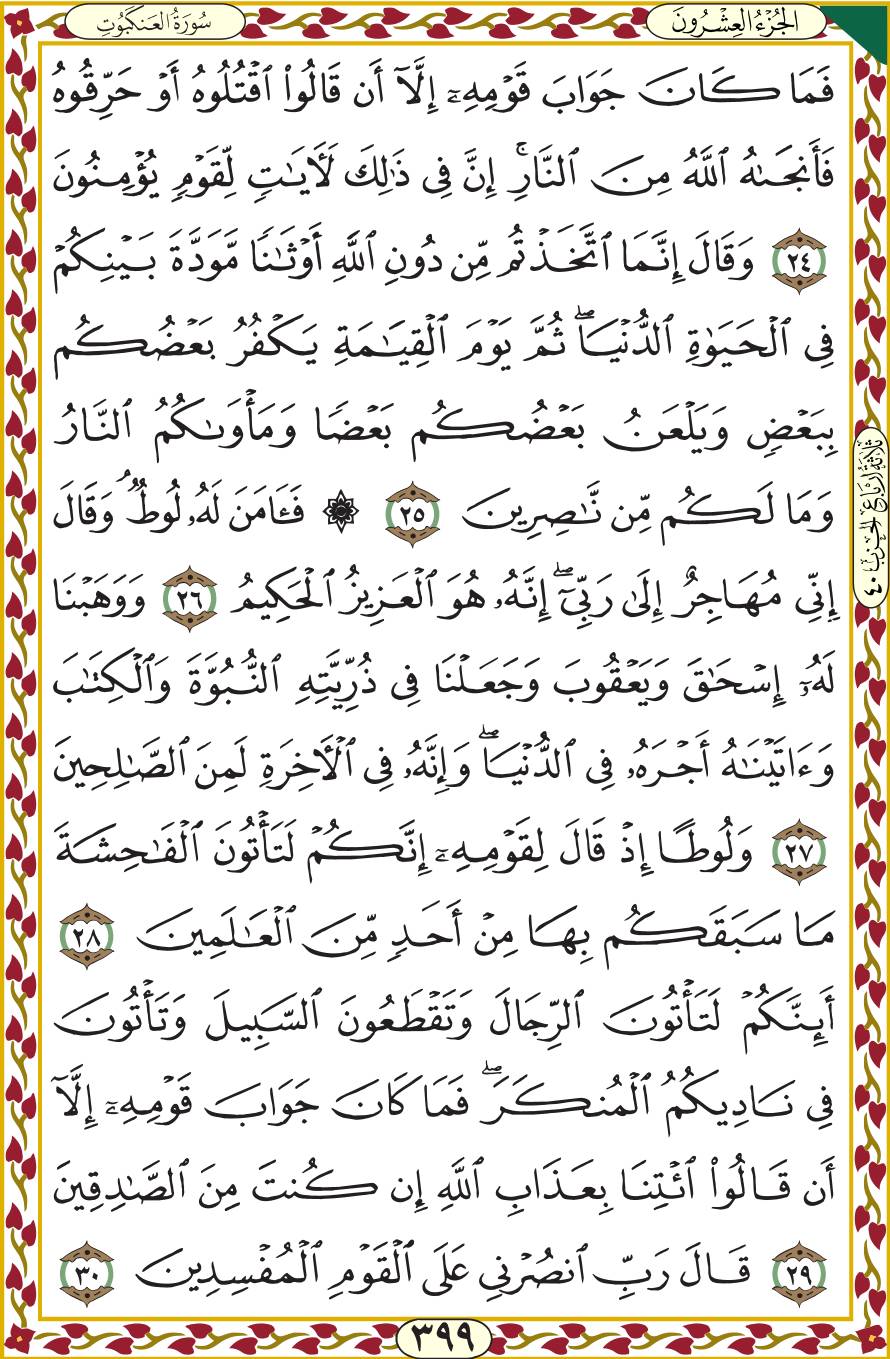 الجُزْءُ العِشْرُونَ
سُورَةُ العَنكَبُوتِ
فَمَا كَانَ جَوَابَ قَوْمِهِۦٓ إِلَّآ أَن قَالُوا۟ ٱقْتُلُوهُ أَوْ حَرِّقُوهُ
فَأَنجَىٰهُ ٱللَّهُ مِنَ ٱلنَّارِ ۚ إِنَّ فِى ذَٰلِكَ لَـَٔايَـٰتٍ لِّقَوْمٍ يُؤْمِنُونَ
٢٤ وَقَالَ إِنَّمَا ٱتَّخَذْتُم مِّن دُونِ ٱللَّهِ أَوْثَـٰنًا مَّوَدَّةَ بَيْنِكُمْ
فِى ٱلْحَيَوٰةِ ٱلدُّنْيَا ۖ ثُمَّ يَوْمَ ٱلْقِيَـٰمَةِ يَكْفُرُ بَعْضُكُم
بِبَعْضٍ وَيَلْعَنُ بَعْضُكُم بَعْضًا وَمَأْوَىٰكُمُ ٱلنَّارُ
وَمَا لَكُم مِّن نَّـٰصِرِينَ ٢٥ ۞ فَـَٔامَنَ لَهُۥ لُوطٌ ۘ وَقَالَ
إِنِّى مُهَاجِرٌ إِلَىٰ رَبِّىٓ ۖ إِنَّهُۥ هُوَ ٱلْعَزِيزُ ٱلْحَكِيمُ ٢٦ وَوَهَبْنَا
لَهُۥٓ إِسْحَـٰقَ وَيَعْقُوبَ وَجَعَلْنَا فِى ذُرِّيَّتِهِ ٱلنُّبُوَّةَ وَٱلْكِتَـٰبَ
وَءَاتَيْنَـٰهُ أَجْرَهُۥ فِى ٱلدُّنْيَا ۖ وَإِنَّهُۥ فِى ٱلْـَٔاخِرَةِ لَمِنَ ٱلصَّـٰلِحِينَ
٢٧ وَلُوطًا إِذْ قَالَ لِقَوْمِهِۦٓ إِنَّكُمْ لَتَأْتُونَ ٱلْفَـٰحِشَةَ
مَا سَبَقَكُم بِهَا مِنْ أَحَدٍ مِّنَ ٱلْعَـٰلَمِينَ ٢٨
أَئِنَّكُمْ لَتَأْتُونَ ٱلرِّجَالَ وَتَقْطَعُونَ ٱلسَّبِيلَ وَتَأْتُونَ
فِى نَادِيكُمُ ٱلْمُنكَرَ ۖ فَمَا كَانَ جَوَابَ قَوْمِهِۦٓ إِلَّآ
أَن قَالُوا۟ ٱئْتِنَا بِعَذَابِ ٱللَّهِ إِن كُنتَ مِنَ ٱلصَّـٰدِقِينَ
٢٩ قَالَ رَبِّ ٱنصُرْنِى عَلَى ٱلْقَوْمِ ٱلْمُفْسِدِينَ ٣٠
ثَلَاثَةُ أَرْبَاعِ الْحِزْبِ ٤٠
٣٩٩